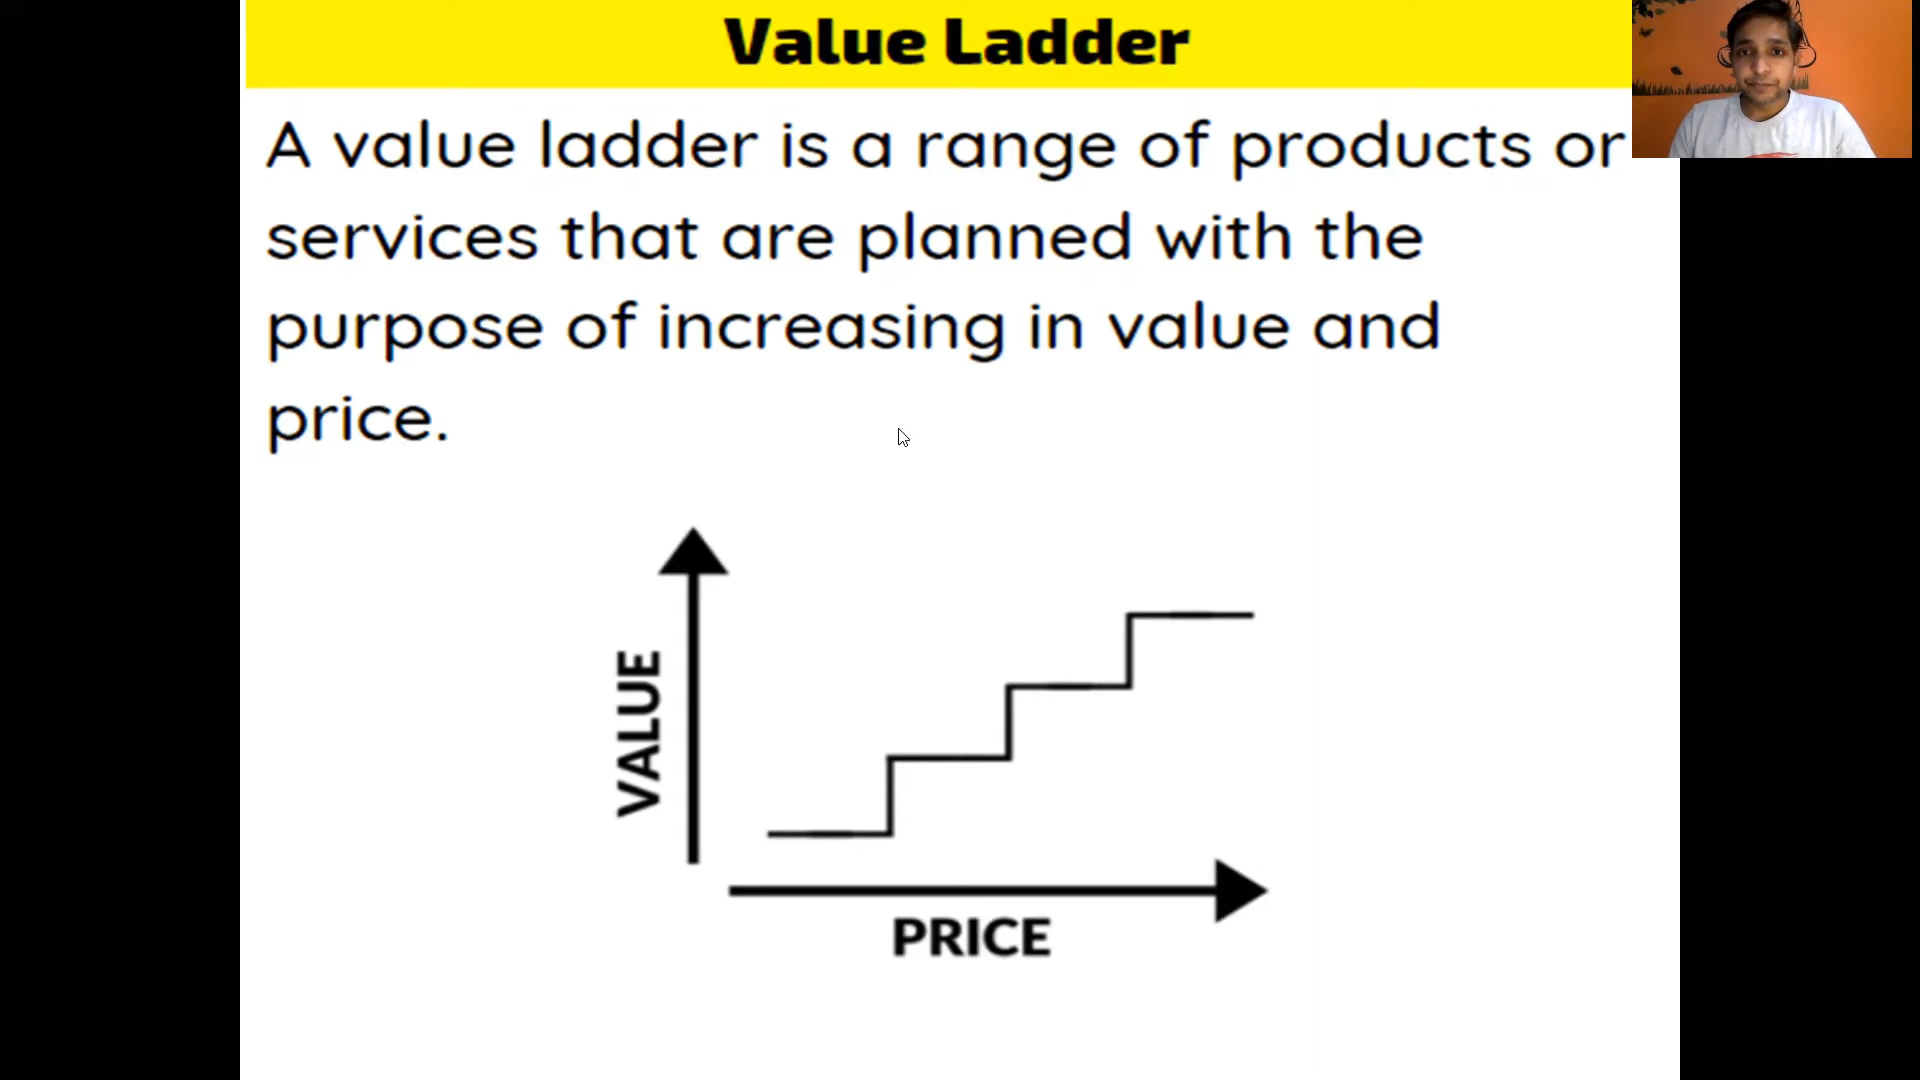 Value Ladder
A value ladder is a range of products or
services that are planned with the
purpose of increasing in value and
price.
VALUE
PRICE